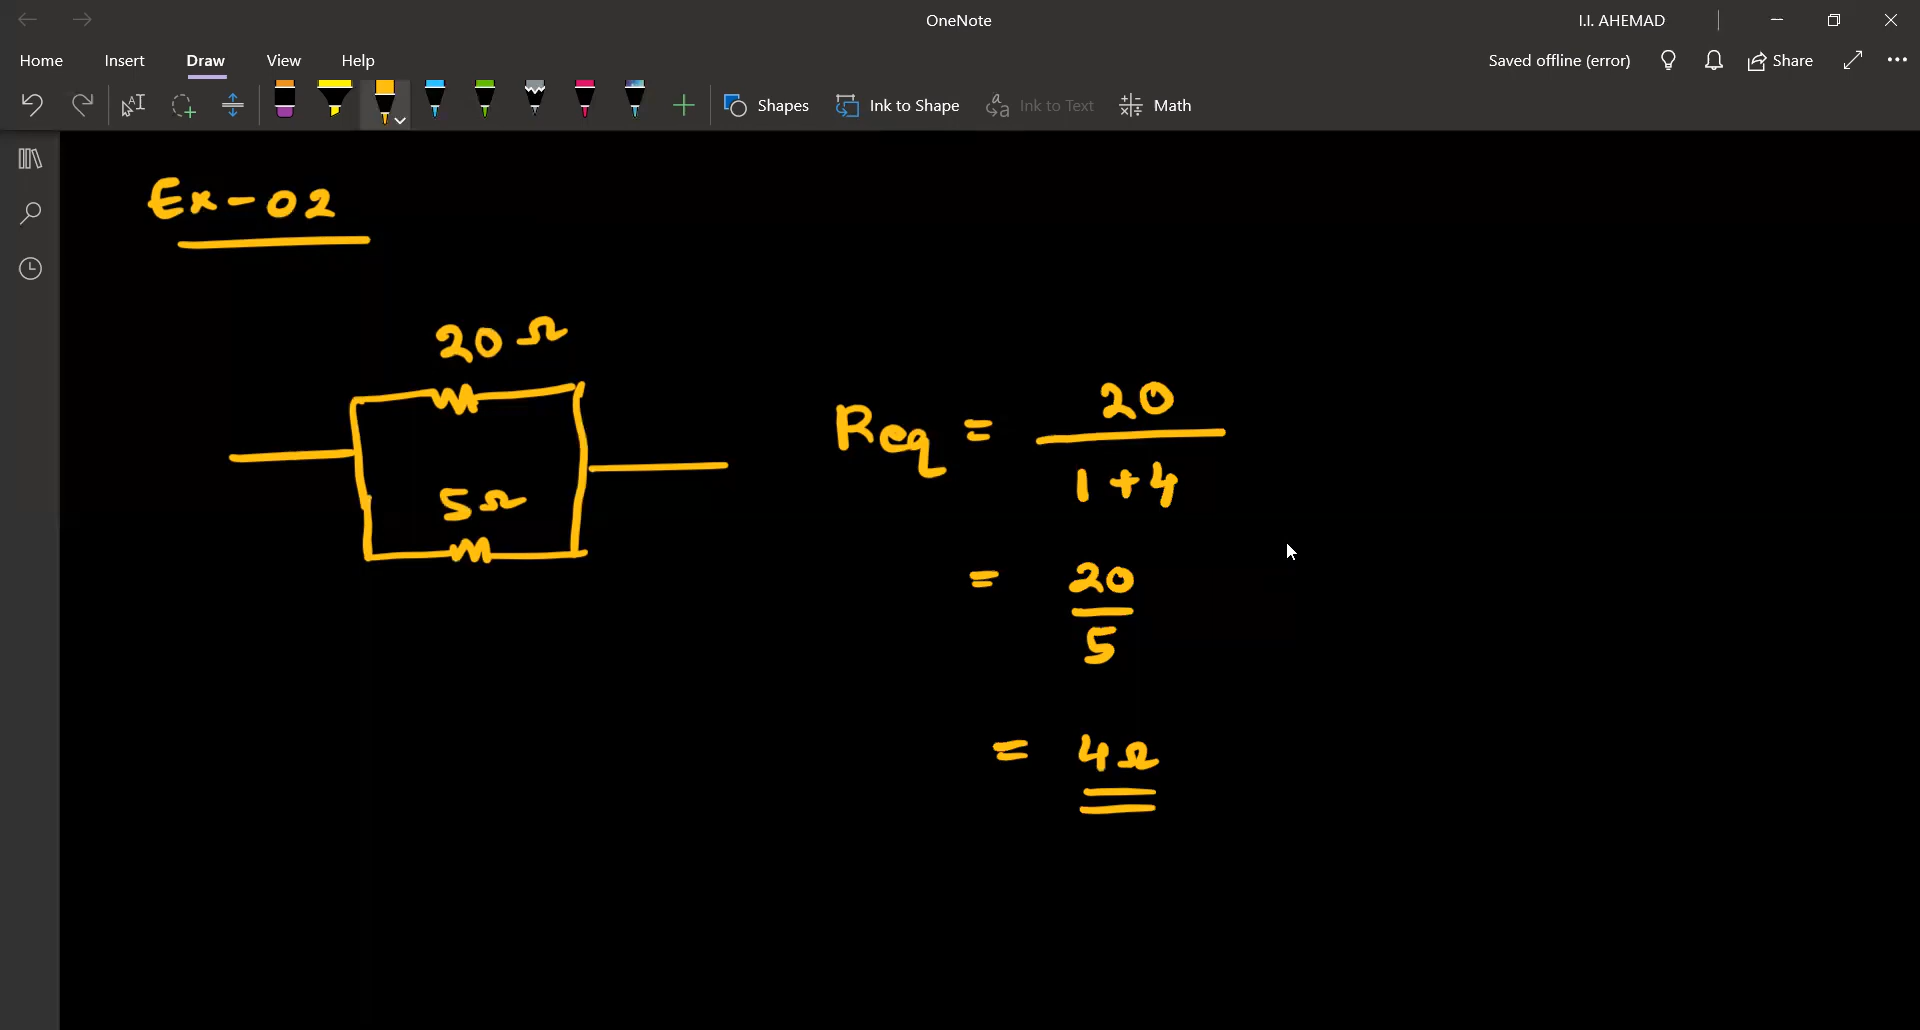 OneNote
I.I. AHEMAD
Home Insert Draw View Help
Saved offline (error)
Share
Shapes
Ink to Shape
Ink to Text
Math
Ex-02
20 Ω
5Ω
Req = 20
1+4
= 20
5
= 4Ω